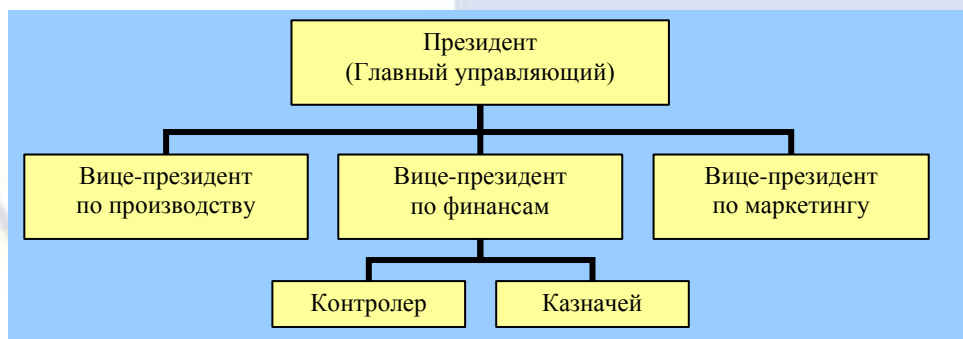 Президент
(Главный управляющий)
Вице-президент
по производству
Вице-президент
по финансам
Вице-президент
по маркетингу
Контролер
Казначей